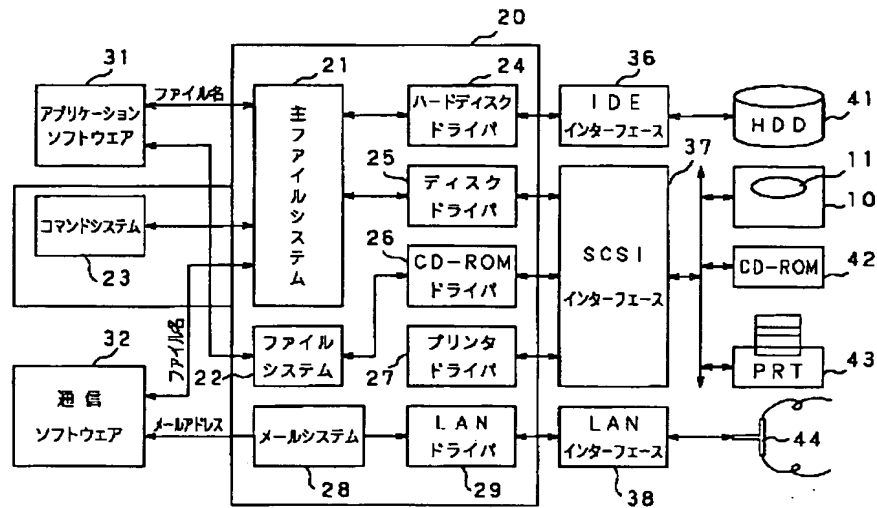 20
31
21
24
36
アプリケーション
ソフトウェア
ファイル名
主ファイルシステム
ハードディスク
ドライバ
IDE
インターフェース
HDD
41
25
37
ディスク
ドライバ
11
10
コマンドシステム
23
26
CD-ROM
ドライバ
SCSI
インターフェース
CD-ROM
42
32
ファイル名
22
ファイル
システム
27
プリンタ
ドライバ
PRT
43
通信
ソフトウェア
メールアドレス
メールシステム
28
LAN
ドライバ
29
LAN
インターフェース
38
44